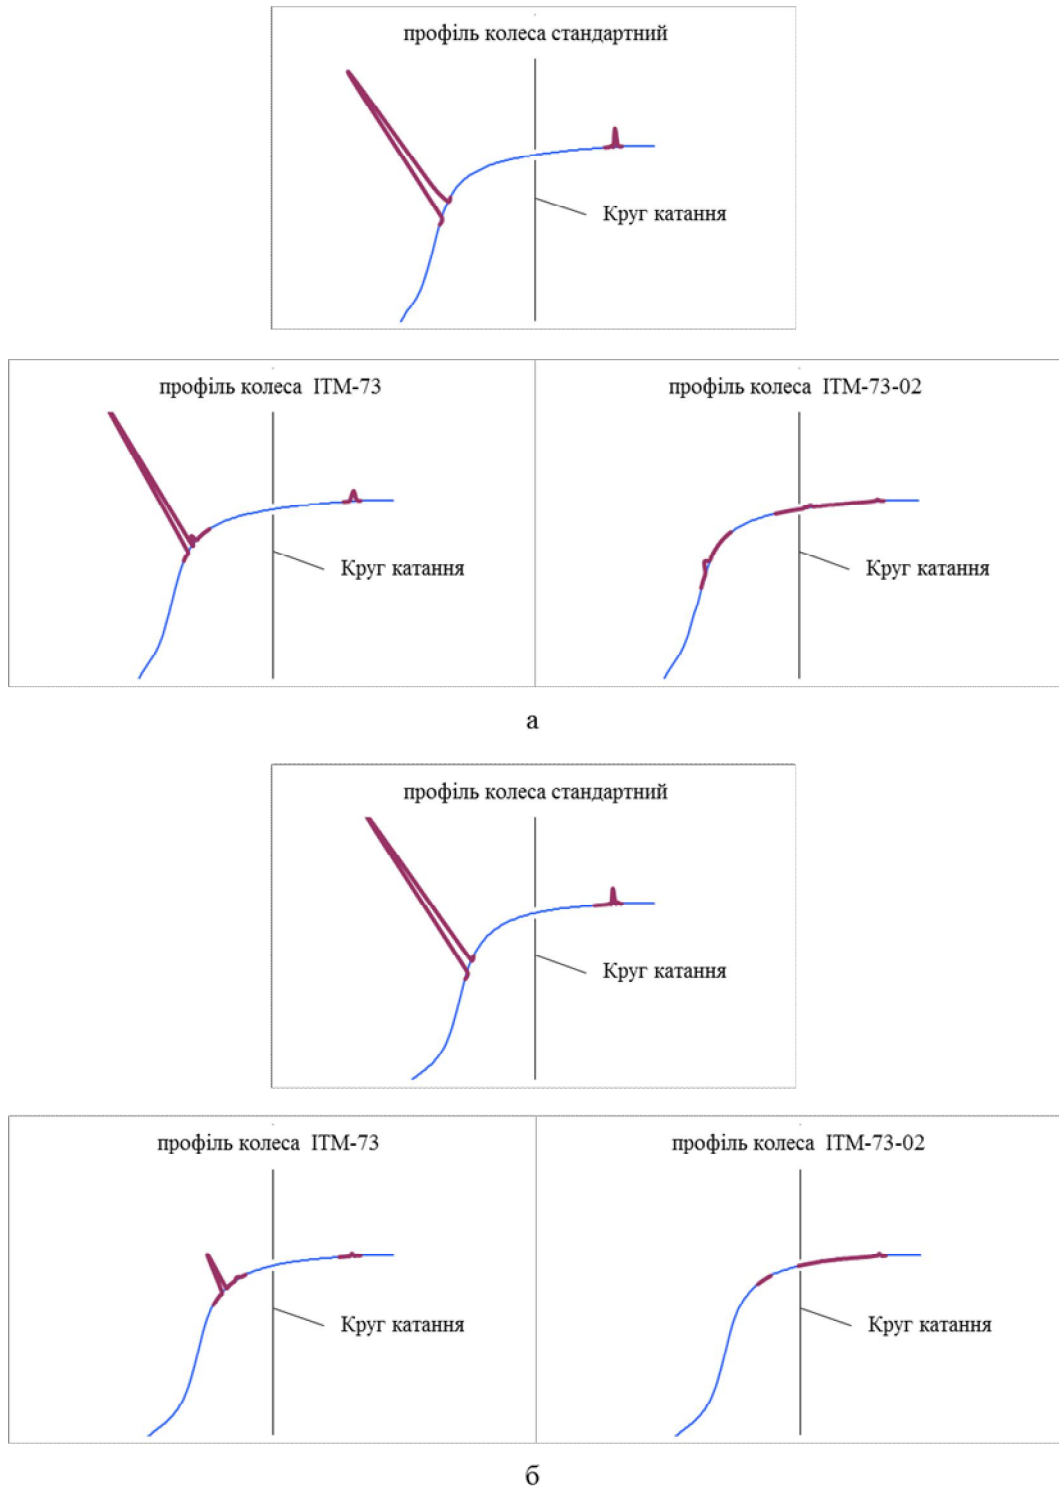 профіль колеса стандартний
Круг катання
профіль колеса  ІТМ-73
Круг катання
профіль колеса  ІТМ-73-02
Круг катання
а
профіль колеса стандартний
Круг катання
профіль колеса  ІТМ-73
Круг катання
профіль колеса  ІТМ-73-02
Круг катання
б